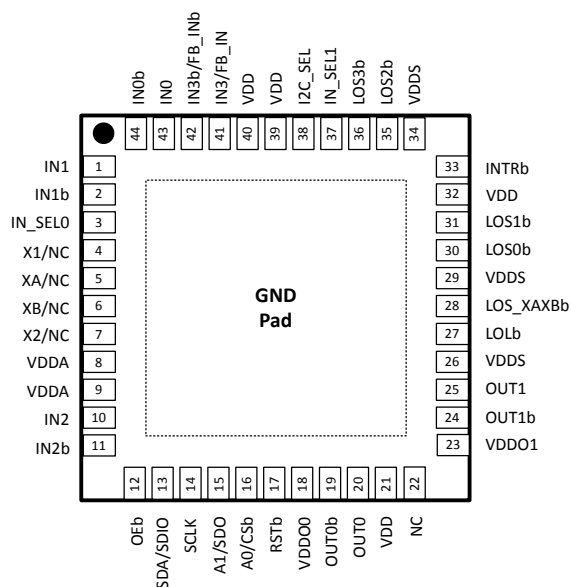 IN0b
IN0
IN3b/FB_INb
IN3/FB_IN
VDD
VDD
I2C_SEL
IN_SEL1
LOS3b
LOS2b
VDDS
44
43
42
41
40
39
38
37
36
35
34
IN1 1
IN1b 2
IN_SEL0 3
X1/NC 4
XA/NC 5
XB/NC 6
X2/NC 7
VDDA 8
VDDA 9
IN2 10
IN2b 11
GND
Pad
33 INTRb
32 VDD
31 LOS1b
30 LOS0b
29 VDDS
28 LOS_XAXBb
27 LOLb
26 VDDS
25 OUT1
24 OUT1b
23 VDDO1
12
13
14
15
16
17
18
19
20
21
22
OEb
SDA/SDIO
SCLK
A1/SDO
A0/CSb
RSTb
VDDO0
OUT0b
OUT0
VDD
NC